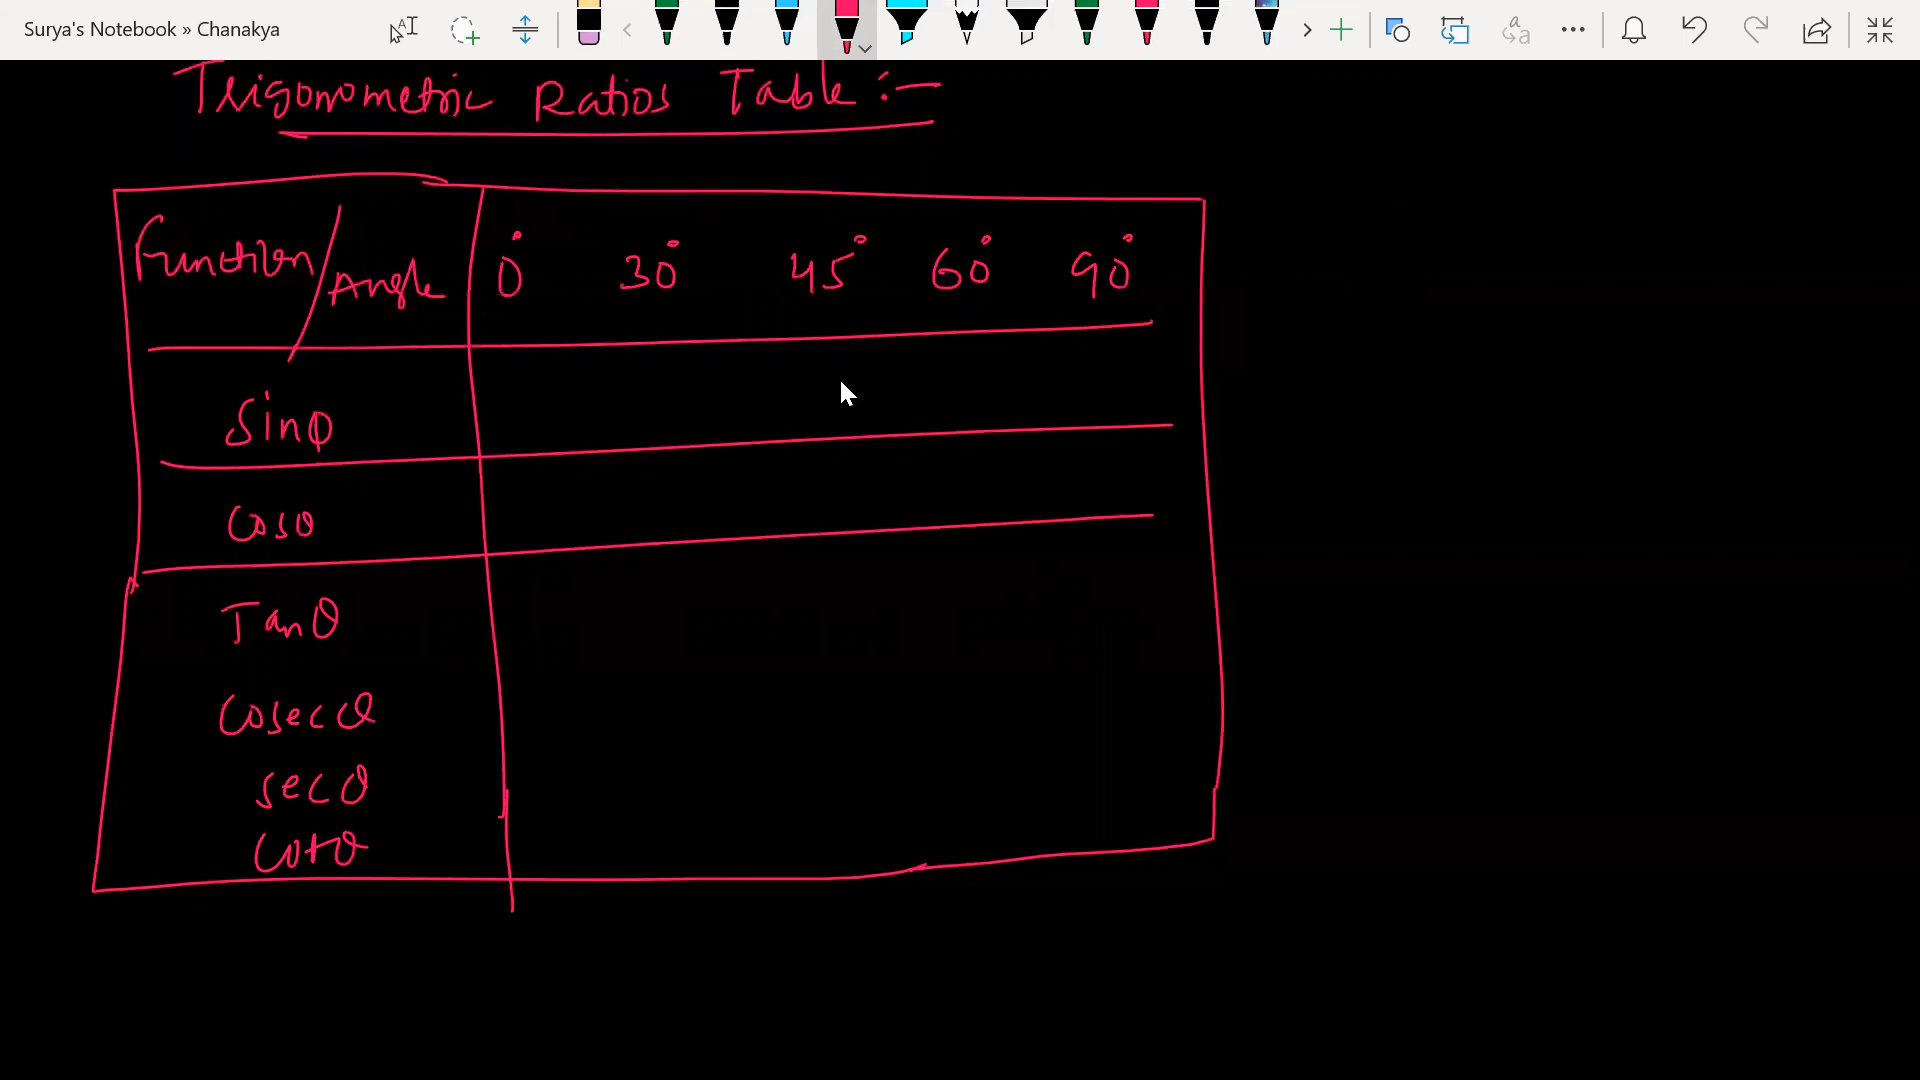 Surya's Notebook » Chanakya
Trigonometric Ratios Table :-
Function / Angle 0° 30° 45° 60° 90°
Sinθ
Cosθ
Tanθ
Cosecθ
secθ
Cotθ